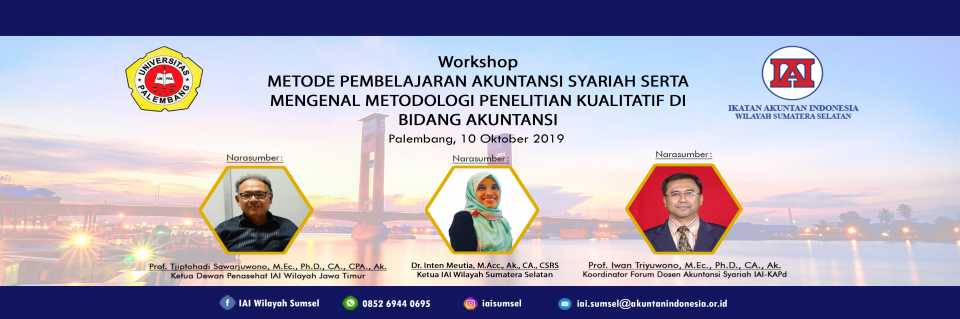 Workshop
METODE PEMBELAJARAN AKUNTANSI SYARIAH SERTA
MENGENAL METODOLOGI PENELITIAN KUALITATIF DI
BIDANG AKUNTANSI
Palembang, 10 Oktober 2019
UNIVERSITAS
PALEMBANG
IAI
IKATAN AKUNTAN INDONESIA
WILAYAH SUMATERA SELATAN
Narasumber:
Prof. Tjiptohadi Sawarjuwono, M.Ec., Ph.D., CA., CPA., Ak.
Ketua Dewan Penasehat IAI Wilayah Jawa Timur
Narasumber:
Dr. Inten Meutia, M.Acc., Ak., CA., CSRS
Ketua IAI Wilayah Sumatera Selatan
Narasumber:
Prof. Iwan Triyuwono, M.Ec., Ph.D., CA., Ak.
Koordinator Forum Dosen Akuntansi Syariah IAI-KAPd
IAI Wilayah Sumsel
0852 6944 0695
iaisumsel
iai.sumsel@akuntanindonesia.or.id